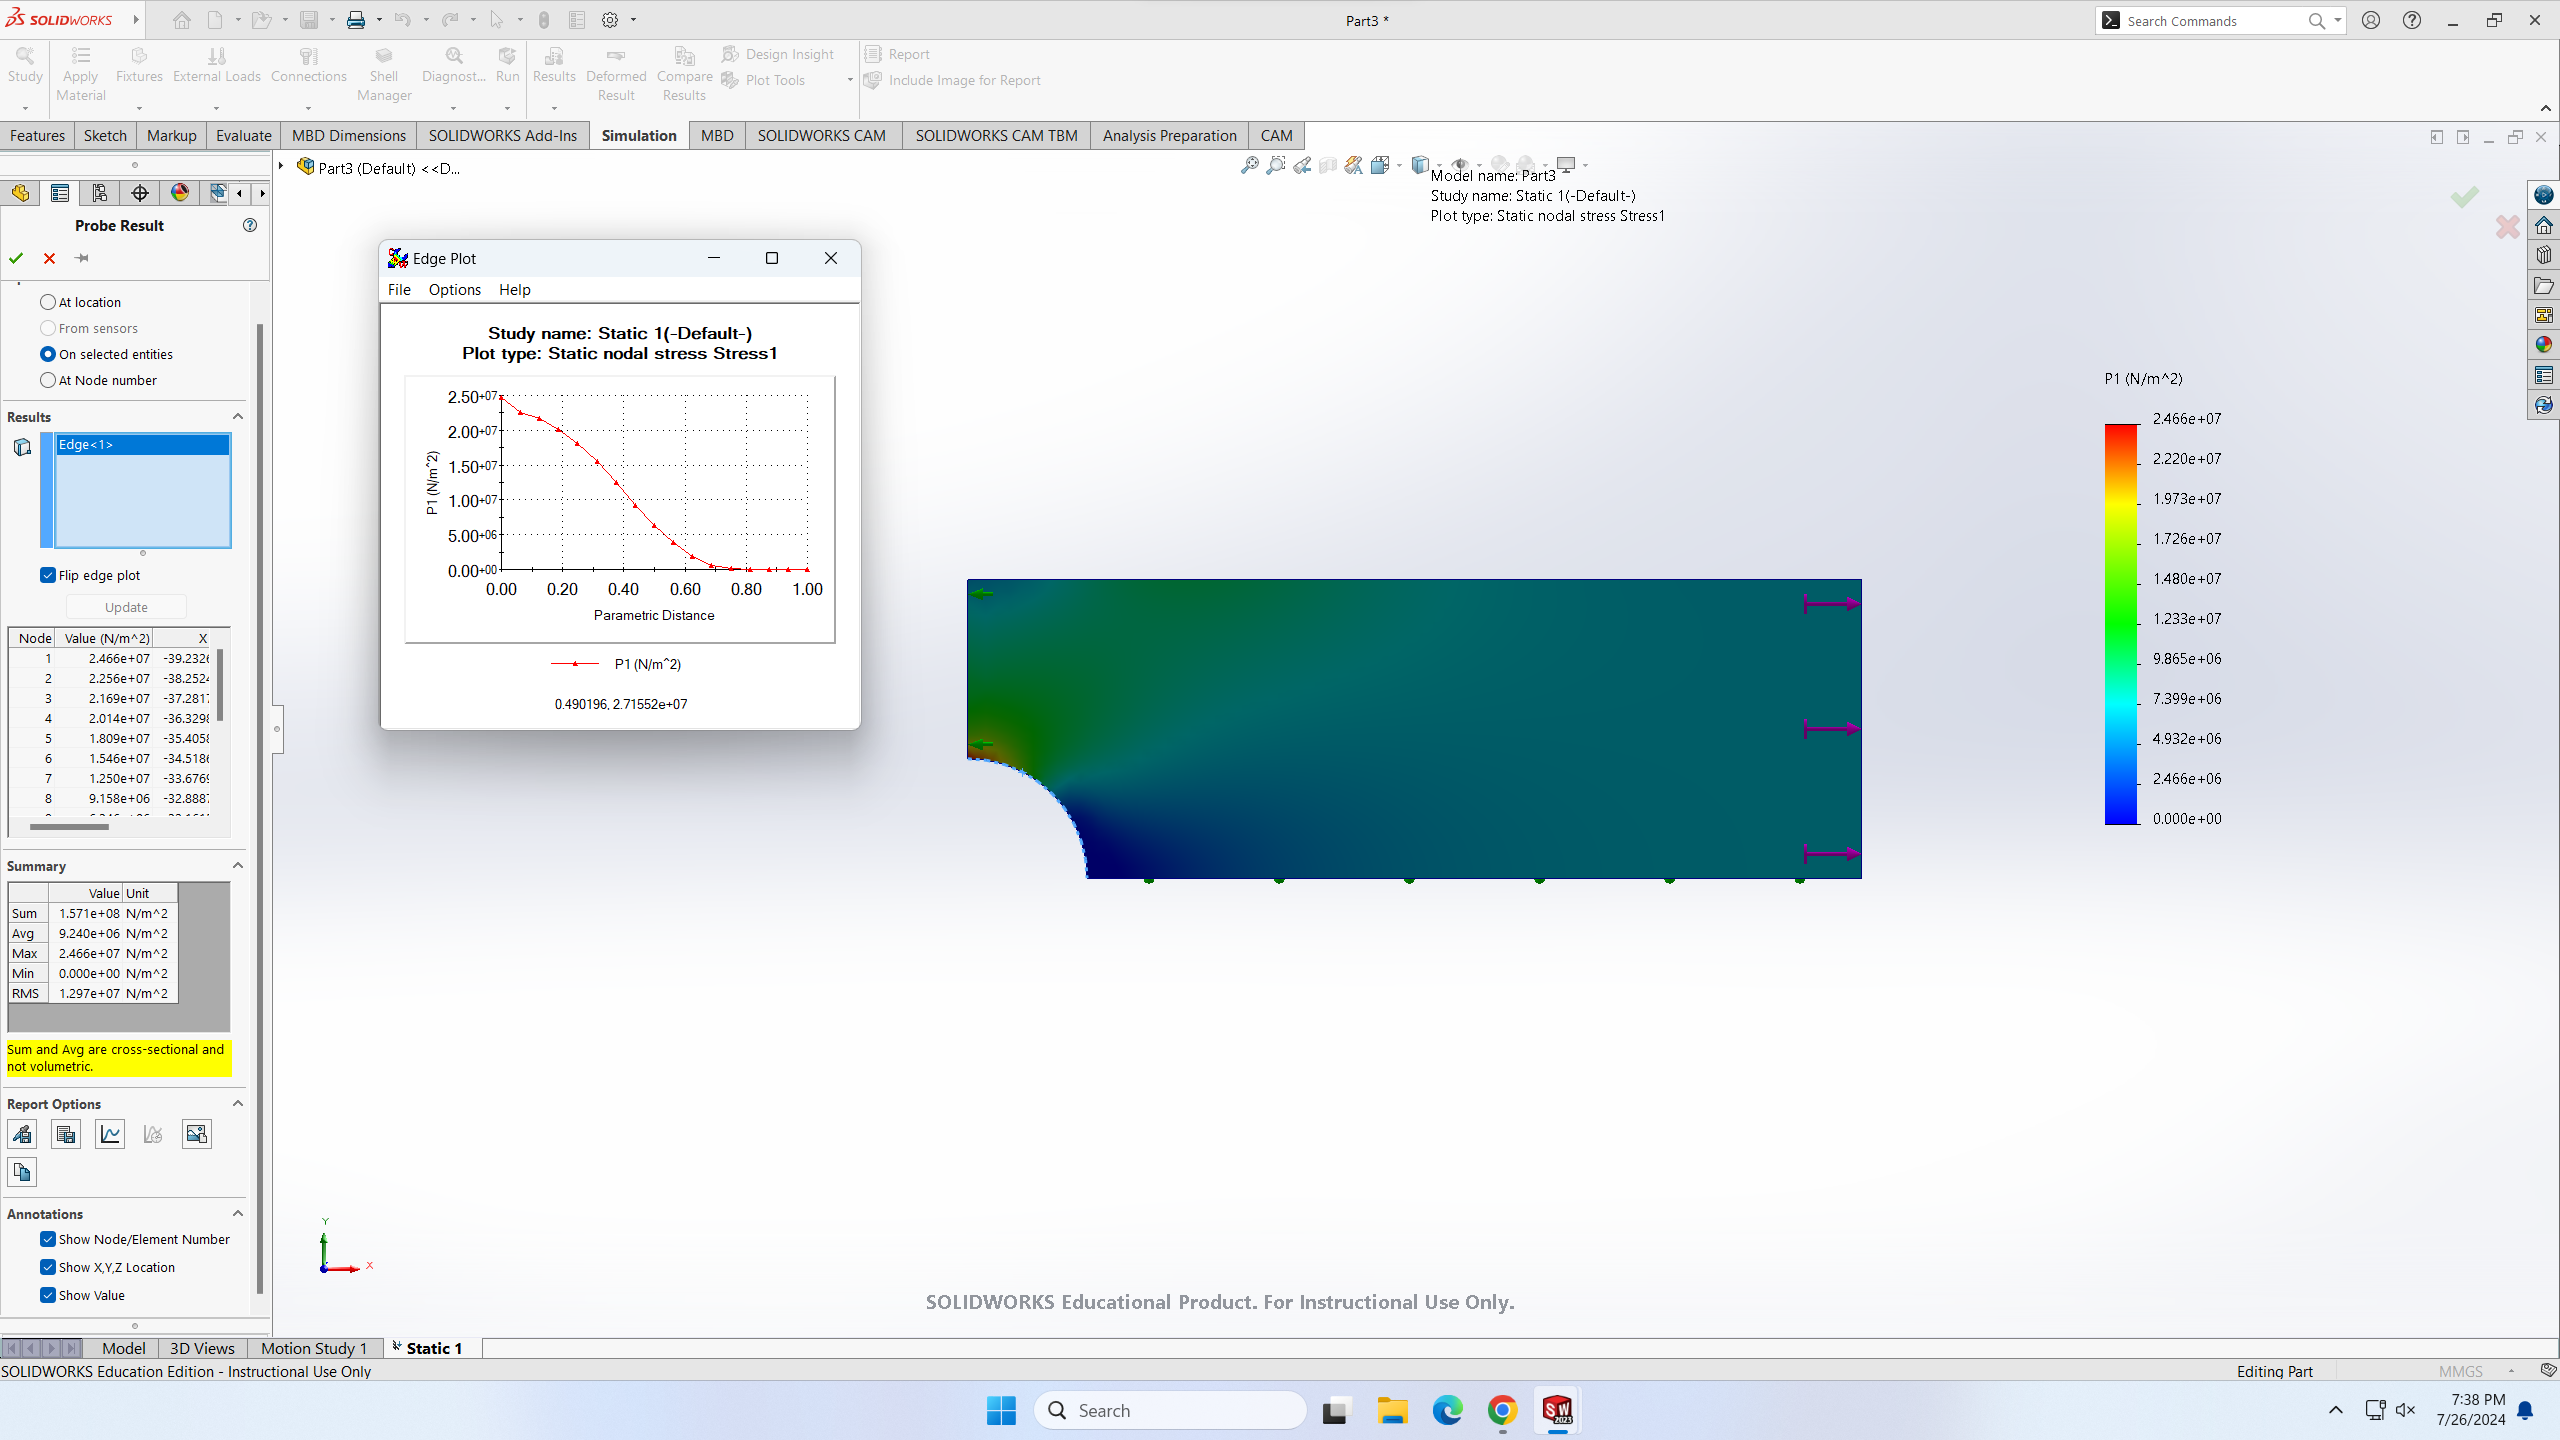 SOLIDWORKS
Part3 *
Search Commands
Study
Apply Material
Fixtures
External Loads
Connections
Shell Manager
Diagnost...
Run
Results
Deformed Result
Compare Results
Design Insight
Plot Tools
Report
Include Image for Report
Features
Sketch
Markup
Evaluate
MBD Dimensions
SOLIDWORKS Add-Ins
Simulation
MBD
SOLIDWORKS CAM
SOLIDWORKS CAM TBM
Analysis Preparation
CAM
Part3 (Default) <<D...
Model name: Part3
Study name: Static 1(-Default-)
Plot type: Static nodal stress Stress1
Probe Result
At location
From sensors
On selected entities
At Node number
Results
Edge<1>
Flip edge plot
Update
Node Value (N/m^2) X
1 2.466e+07 -39.232
2 2.256e+07 -38.252
3 2.169e+07 -37.281
4 2.014e+07 -36.329
5 1.809e+07 -35.405
6 1.546e+07 -34.518
7 1.250e+07 -33.676
8 9.158e+06 -32.888
Summary
Value Unit
Sum 1.571e+08 N/m^2
Avg 9.240e+06 N/m^2
Max 2.466e+07 N/m^2
Min 0.000e+00 N/m^2
RMS 1.297e+07 N/m^2
Sum and Avg are cross-sectional and
not volumetric.
Report Options
Annotations
Show Node/Element Number
Show X,Y,Z Location
Show Value
Edge Plot
File Options Help
Study name: Static 1(-Default-)
Plot type: Static nodal stress Stress1
P1 (N/m^2)
2.50+07
2.00+07
1.50+07
1.00+07
5.00+06
0.00+00
0.00 0.20 0.40 0.60 0.80 1.00
Parametric Distance
P1 (N/m^2)
0.490196, 2.71552e+07
P1 (N/m^2)
2.466e+07
2.220e+07
1.973e+07
1.726e+07
1.480e+07
1.233e+07
9.865e+06
7.399e+06
4.932e+06
2.466e+06
0.000e+00
Y
X
SOLIDWORKS Educational Product. For Instructional Use Only.
Model
3D Views
Motion Study 1
Static 1
SOLIDWORKS Education Edition - Instructional Use Only
Editing Part
MMGS
Search
SW
2023
7:38 PM
7/26/2024